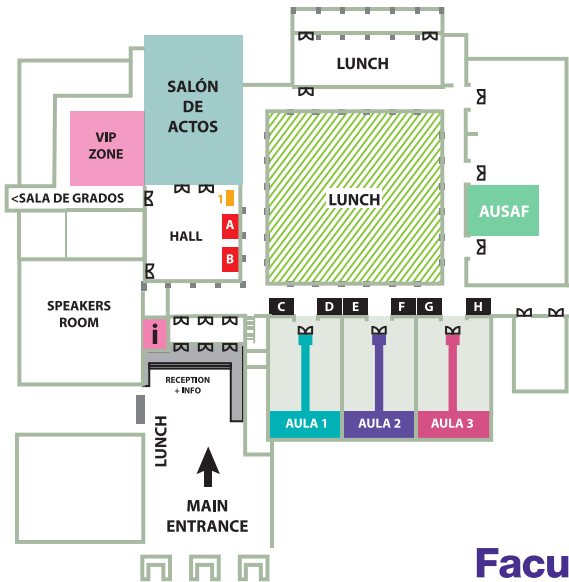 LUNCH
SALÓN
DE
ACTOS
VIP
ZONE
<SALA DE GRADOS
1
A
HALL
B
LUNCH
AUSAF
SPEAKERS
ROOM
C
D
E
F
G
H
i
RECEPTION
+ INFO
LUNCH
AULA 1
AULA 2
AULA 3
MAIN
ENTRANCE
Facu